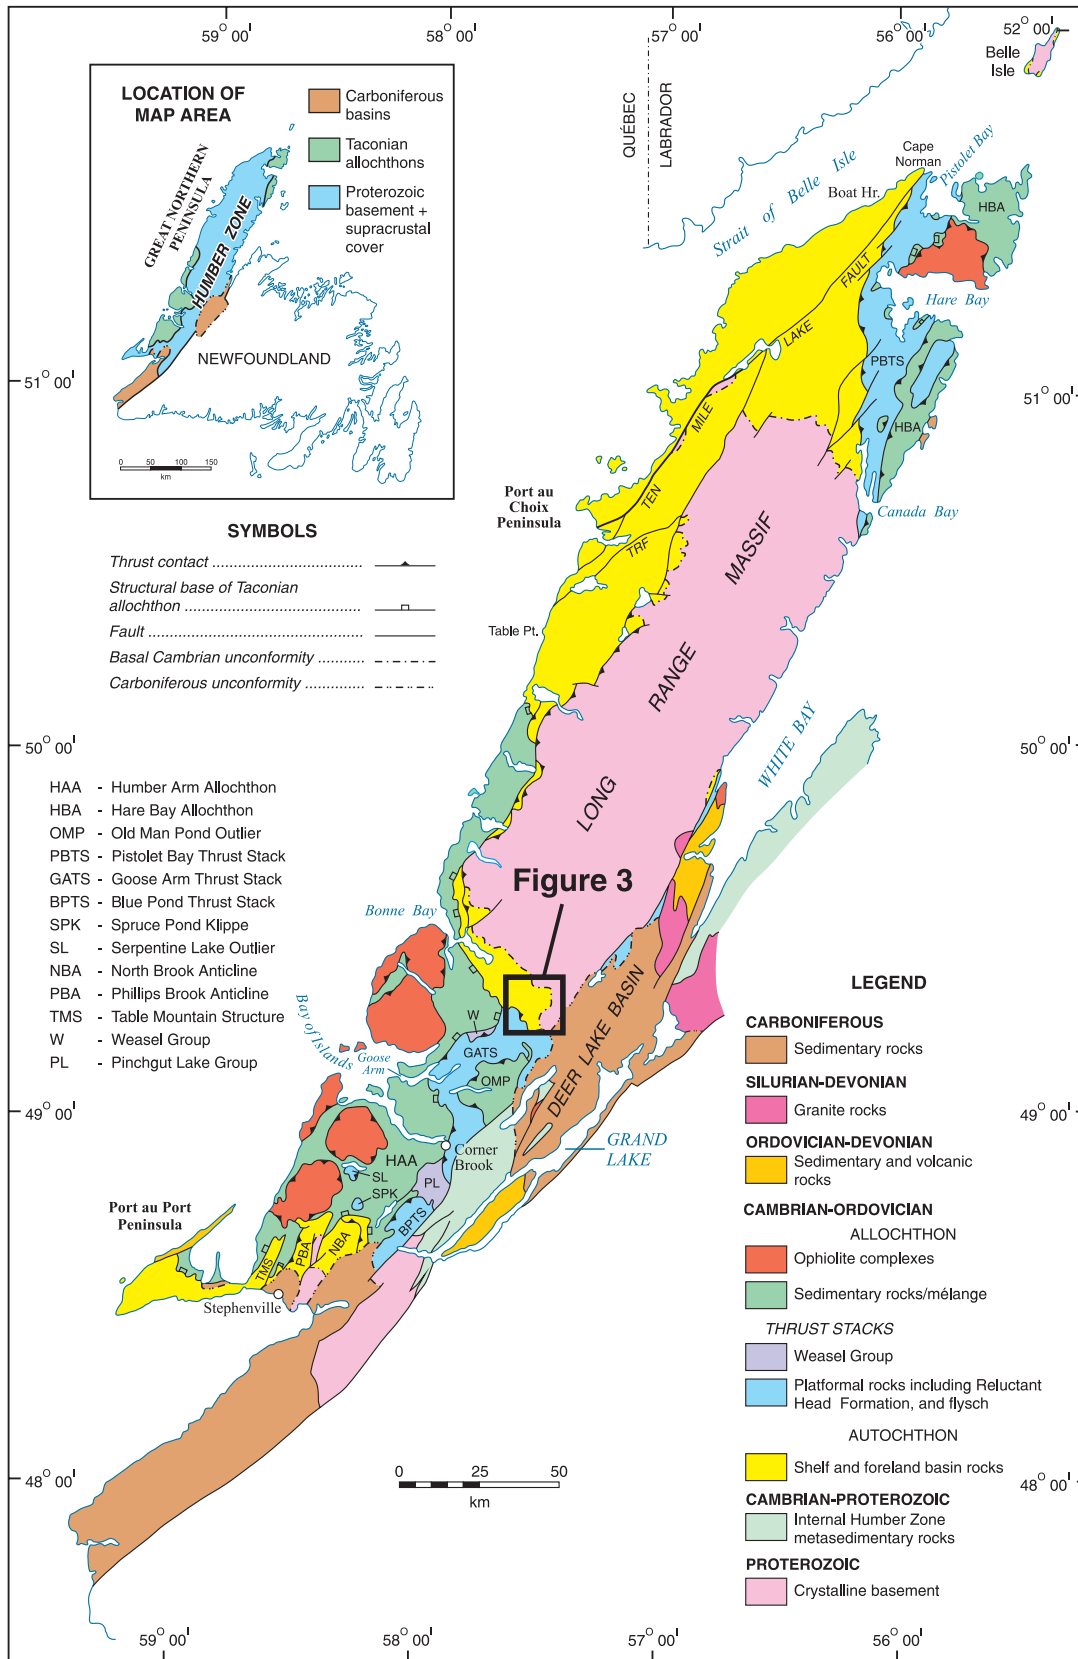 59° 00'
58° 00'
57° 00'
56° 00'
52° 00'
Belle
Isle
LOCATION OF
MAP AREA
Carboniferous
basins
Taconian
allochthons
Proterozoic
basement +
supracrustal
cover
GREAT NORTHERN
PENINSULA
HUMBER ZONE
NEWFOUNDLAND
0 50 100 150
km
QUÉBEC
LABRADOR
Strait of Belle Isle
Cape
Norman
Pistolet Bay
Boat Hr.
HBA
Hare Bay
FAULT
LAKE
MILE
TEN
PBTS
HBA
51° 00'
51° 00'
Port au
Choix
Peninsula
TRF
Canada Bay
Table Pt.
SYMBOLS
Thrust contact
Structural base of Taconian
allochthon
Fault
Basal Cambrian unconformity
Carboniferous unconformity
LONG
RANGE
MASSIF
WHITE BAY
50° 00'
50° 00'
HAA - Humber Arm Allochthon
HBA - Hare Bay Allochthon
OMP - Old Man Pond Outlier
PBTS - Pistolet Bay Thrust Stack
GATS - Goose Arm Thrust Stack
BPTS - Blue Pond Thrust Stack
SPK - Spruce Pond Klippe
SL - Serpentine Lake Outlier
NBA - North Brook Anticline
PBA - Phillips Brook Anticline
TMS - Table Mountain Structure
W - Weasel Group
PL - Pinchgut Lake Group
Figure 3
Bonne Bay
Bay of Islands
Goose
Arm
W
GATS
OMP
DEER LAKE BASIN
GRAND
LAKE
49° 00'
49° 00'
Corner
Brook
HAA
SL
SPK
PL
BPTS
NBA
PBA
TMS
Port au Port
Peninsula
Stephenville
48° 00'
48° 00'
0 25 50
km
LEGEND
CARBONIFEROUS
Sedimentary rocks
SILURIAN-DEVONIAN
Granite rocks
ORDOVICIAN-DEVONIAN
Sedimentary and volcanic
rocks
CAMBRIAN-ORDOVICIAN
ALLOCHTHON
Ophiolite complexes
Sedimentary rocks/mélange
THRUST STACKS
Weasel Group
Platformal rocks including Reluctant
Head Formation, and flysch
AUTOCHTHON
Shelf and foreland basin rocks
CAMBRIAN-PROTEROZOIC
Internal Humber Zone
metasedimentary rocks
PROTEROZOIC
Crystalline basement
59° 00'
58° 00'
57° 00'
56° 00'